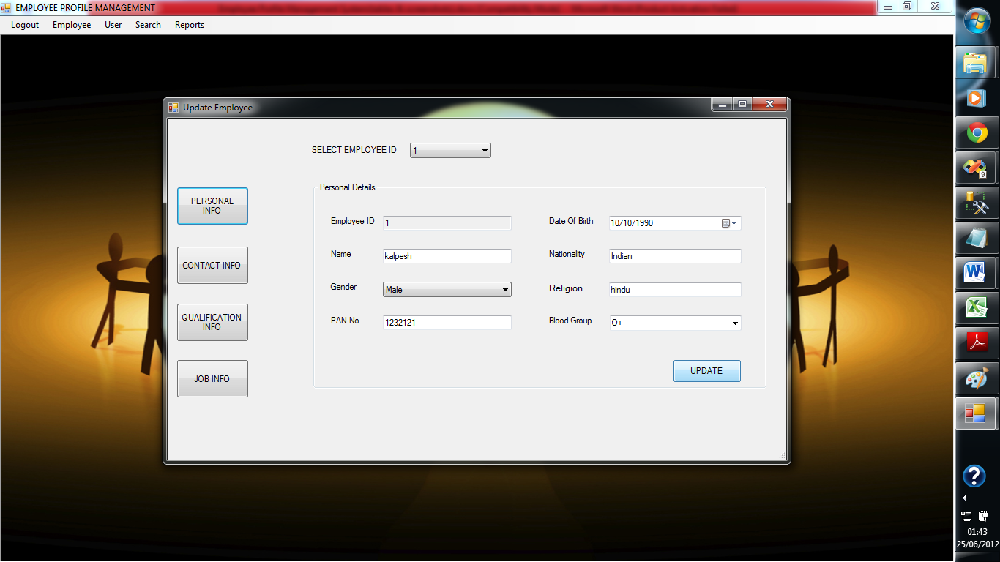 EMPLOYEE PROFILE MANAGEMENT
Logout Employee User Search Reports
Update Employee
SELECT EMPLOYEE ID 1
PERSONAL
INFO
CONTACT INFO
QUALIFICATION
INFO
JOB INFO
Personal Details
Employee ID 1 Date Of Birth 10/10/1990
Name kalpesh Nationality Indian
Gender Male Religion hindu
PAN No. 1232121 Blood Group O+
UPDATE
9
01:43
25/06/2012